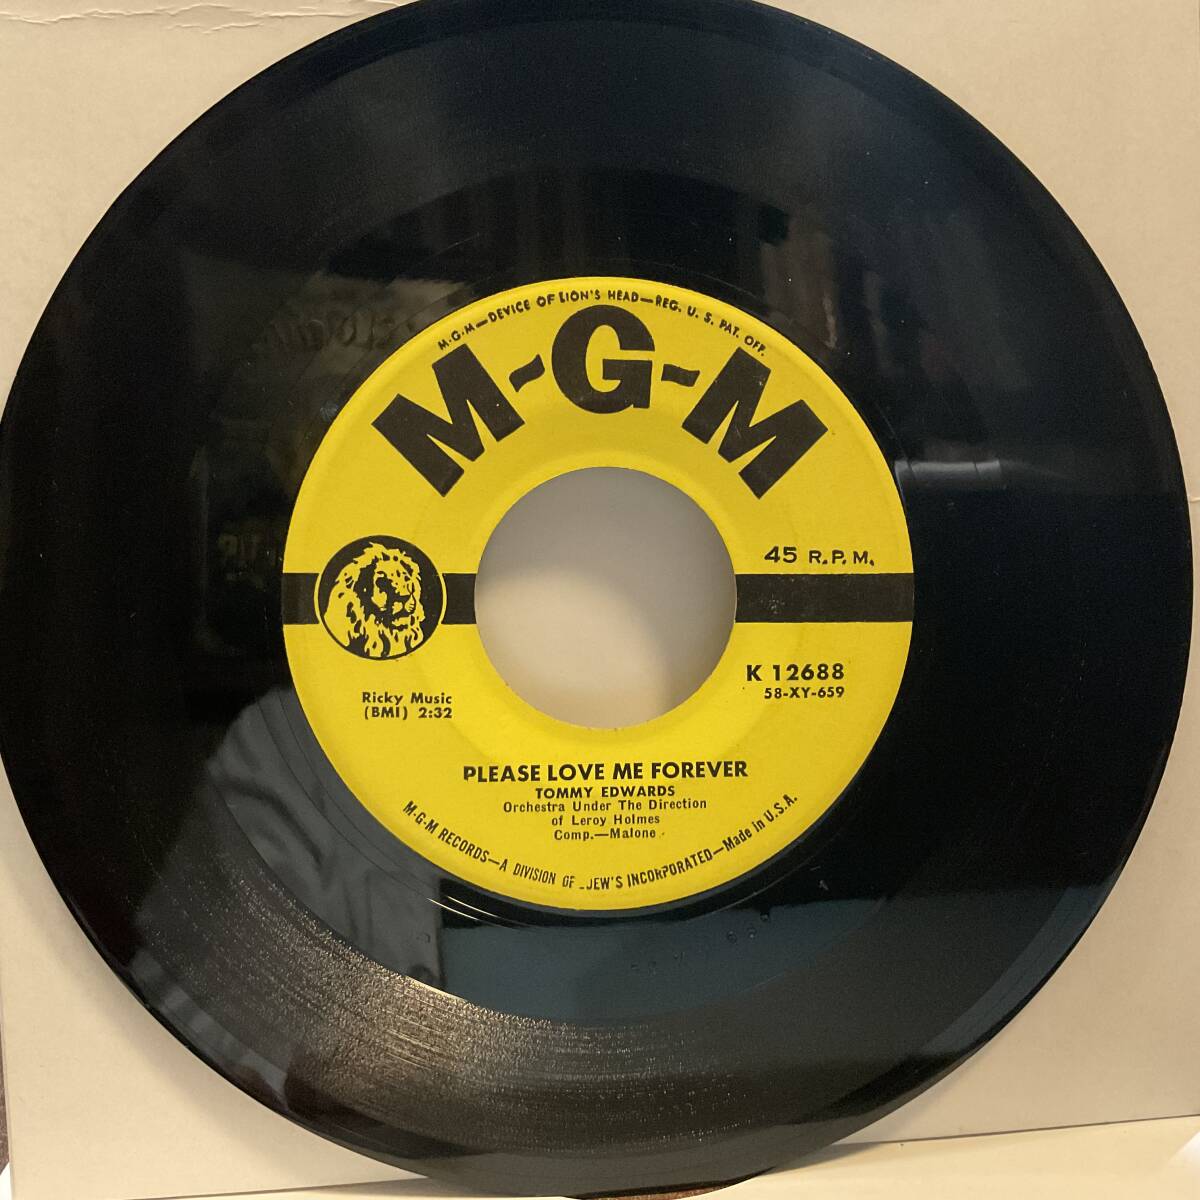 M-G-M—DEVICE OF LION'S HEAD—REG. U. S. PAT. OFF.
M-G-M
45 R.P.M.
K 12688
58-XY-659
Ricky Music
(BMI) 2:32
PLEASE LOVE ME FOREVER
TOMMY EDWARDS
Orchestra Under The Direction
of Leroy Holmes
Comp.—Malone
M-G-M RECORDS—A DIVISION OF INCORPORATED—Made in U.S.A.